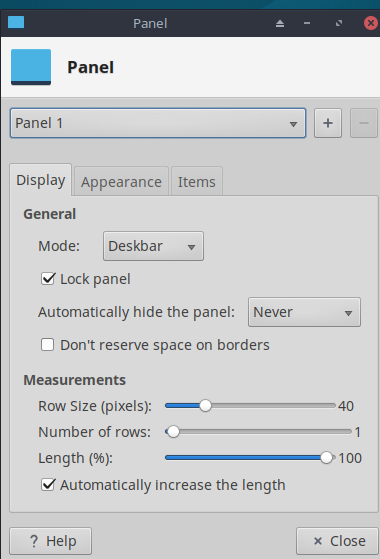 Panel
Panel
Panel 1
Display Appearance Items
General
Mode: Deskbar
Lock panel
Automatically hide the panel: Never
Don't reserve space on borders
Measurements
Row Size (pixels): 40
Number of rows: 1
Length (%): 100
Automatically increase the length
? Help × Close